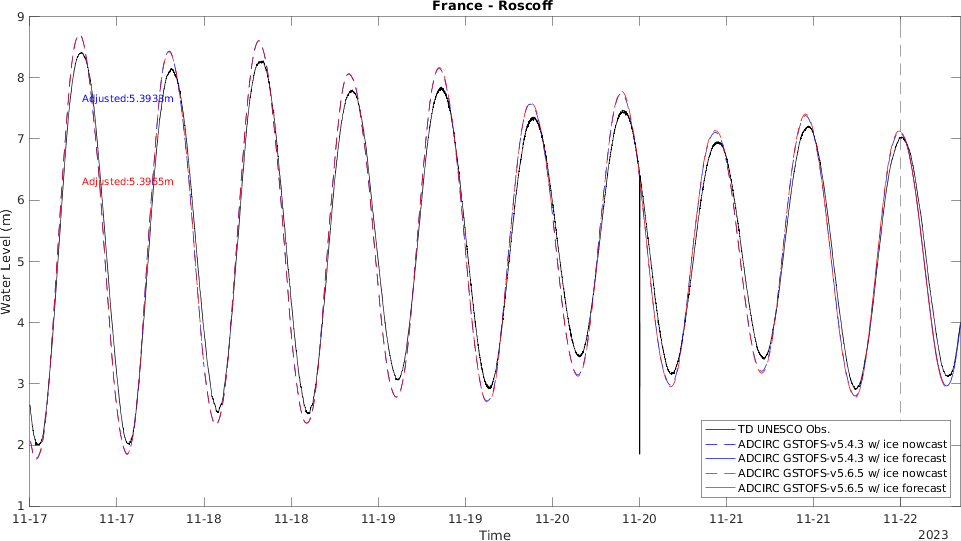 France - Roscoff
9
8
7
6
5
4
3
2
1
Water Level (m)
Adjusted:5.3933m
Adjusted:5.3965m
TD UNESCO Obs.
ADCIRC GSTOFS-v5.4.3 w/ ice nowcast
ADCIRC GSTOFS-v5.4.3 w/ ice forecast
ADCIRC GSTOFS-v5.6.5 w/ ice nowcast
ADCIRC GSTOFS-v5.6.5 w/ ice forecast
11-17 11-17 11-18 11-18 11-19 11-19 11-20 11-20 11-21 11-21 11-22
Time
2023